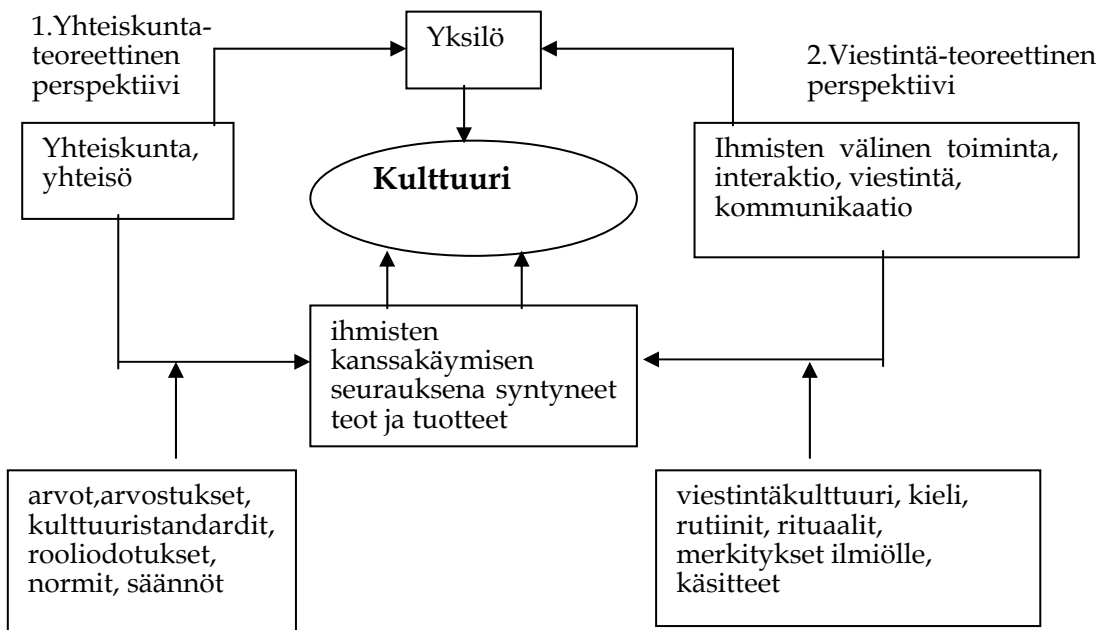 1.Yhteiskunta-
teoreettinen
perspektiivi
Yksilö
2.Viestintä-teoreettinen
perspektiivi
Yhteiskunta,
yhteisö
Kulttuuri
Ihmisten välinen toiminta,
interaktio, viestintä,
kommunikaatio
ihmisten
kanssakäymisen
seurauksena syntyneet
teot ja tuotteet
arvot,arvostukset,
kulttuuristandardit,
rooliodotukset,
normit, säännöt
viestintäkulttuuri, kieli,
rutiinit, rituaalit,
merkitykset ilmiölle,
käsitteet